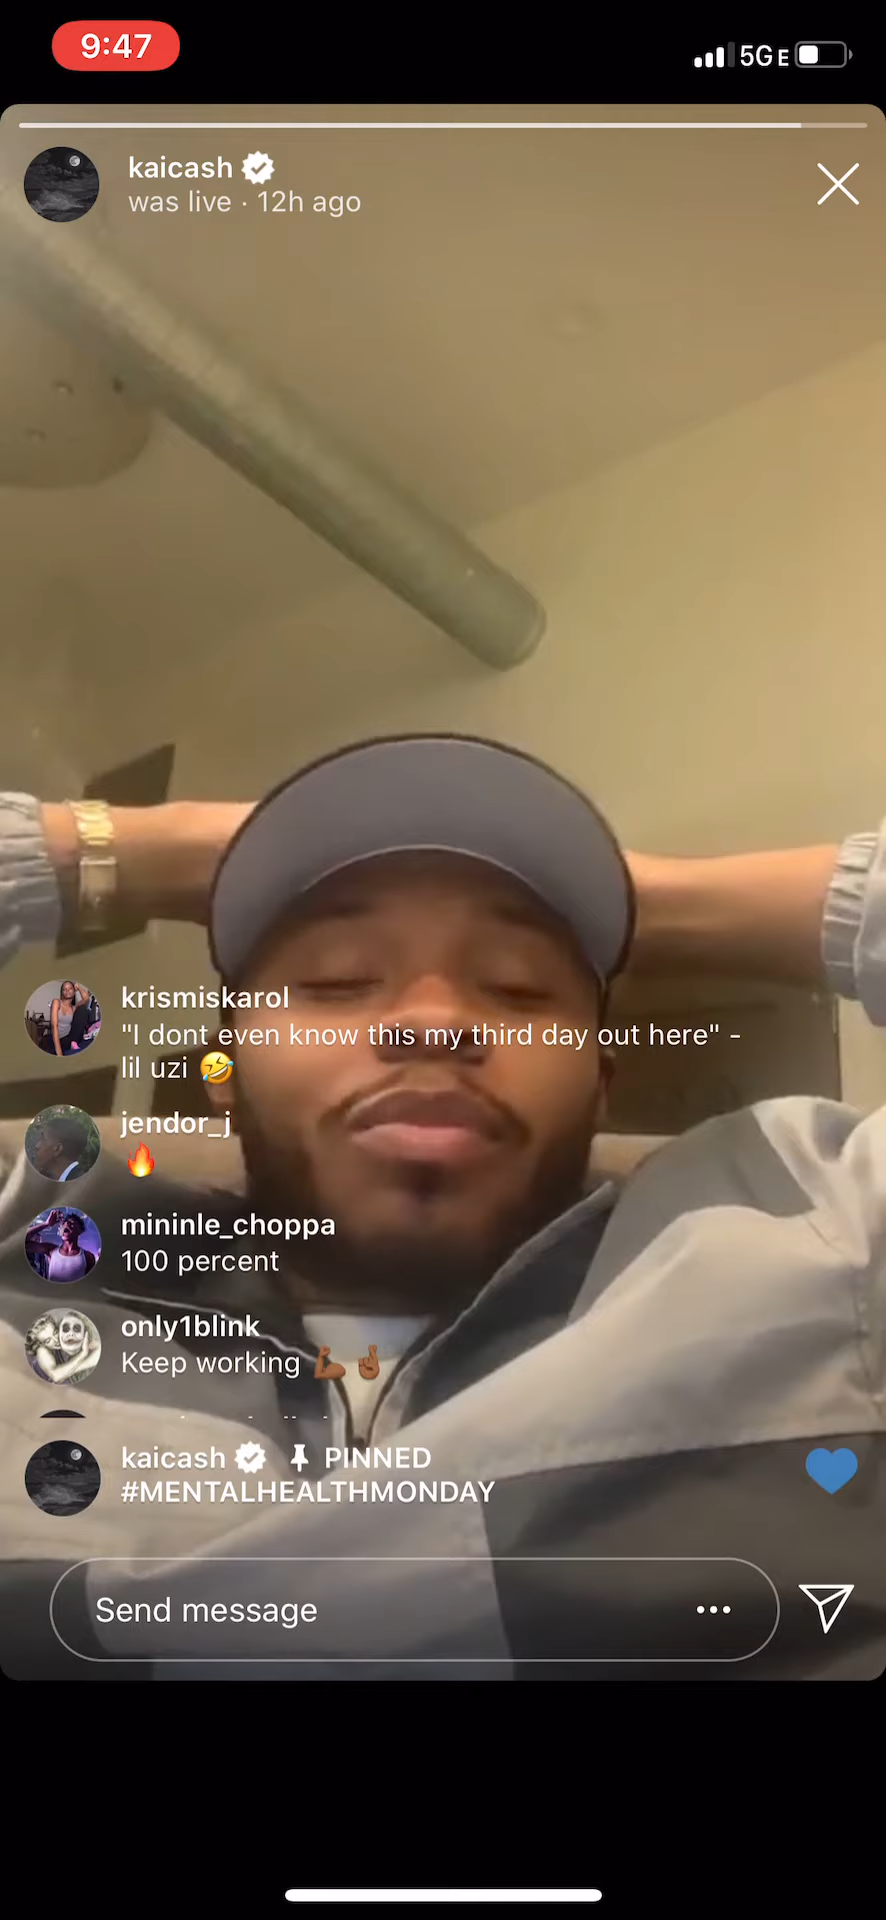 9:47
5GE
kaicash
was live · 12h ago
krismiskarol
"I dont even know this my third day out here" -
lil uzi 🤣
jendor_j
🔥
mininle_choppa
100 percent
only1blink
Keep working 💪🏾🤞🏾
kaicash PINNED
#MENTALHEALTHMONDAY
Send message